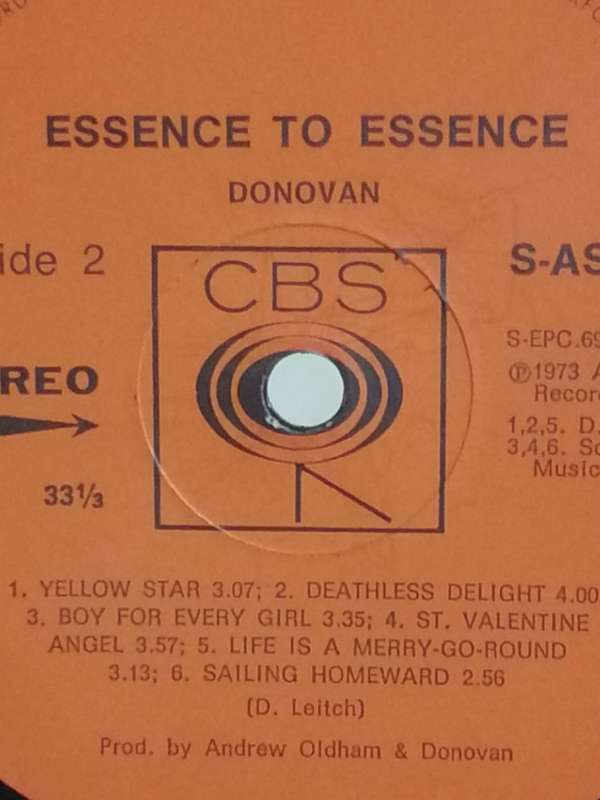 ESSENCE TO ESSENCE
DONOVAN
ide 2
S-AS
CBS
S-EPC.69
REO
Ⓟ1973 A
Recor
1,2,5. D.
3,4,6. Sc
Music
33⅓
1. YELLOW STAR 3.07; 2. DEATHLESS DELIGHT 4.00
3. BOY FOR EVERY GIRL 3.35; 4. ST. VALENTINE
ANGEL 3.57; 5. LIFE IS A MERRY-GO-ROUND
3.13; 6. SAILING HOMEWARD 2.56
(D. Leitch)
Prod. by Andrew Oldham & Donovan